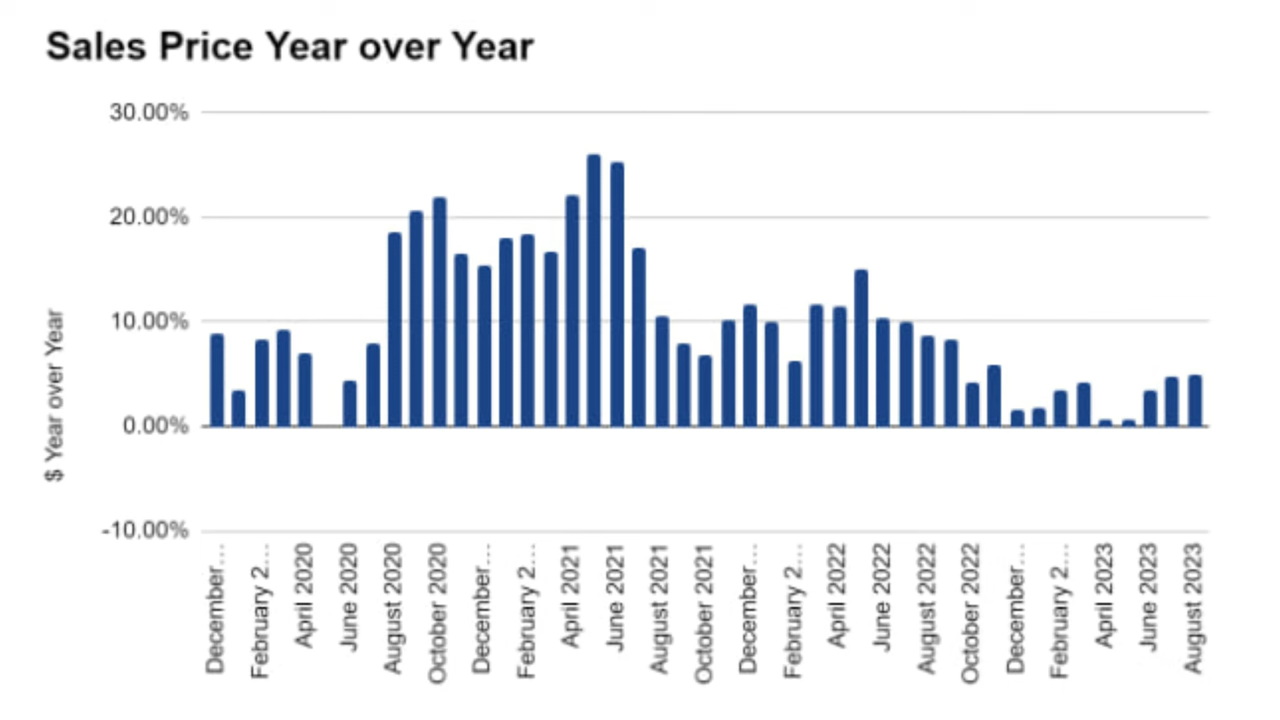 Sales Price Year over Year
30.00%
20.00%
10.00%
0.00%
-10.00%
$ Year over Year
December...
February 2...
April 2020
June 2020
August 2020
October 2020
December...
February 2...
April 2021
June 2021
August 2021
October 2021
December...
February 2...
April 2022
June 2022
August 2022
October 2022
December...
February 2...
April 2023
June 2023
August 2023